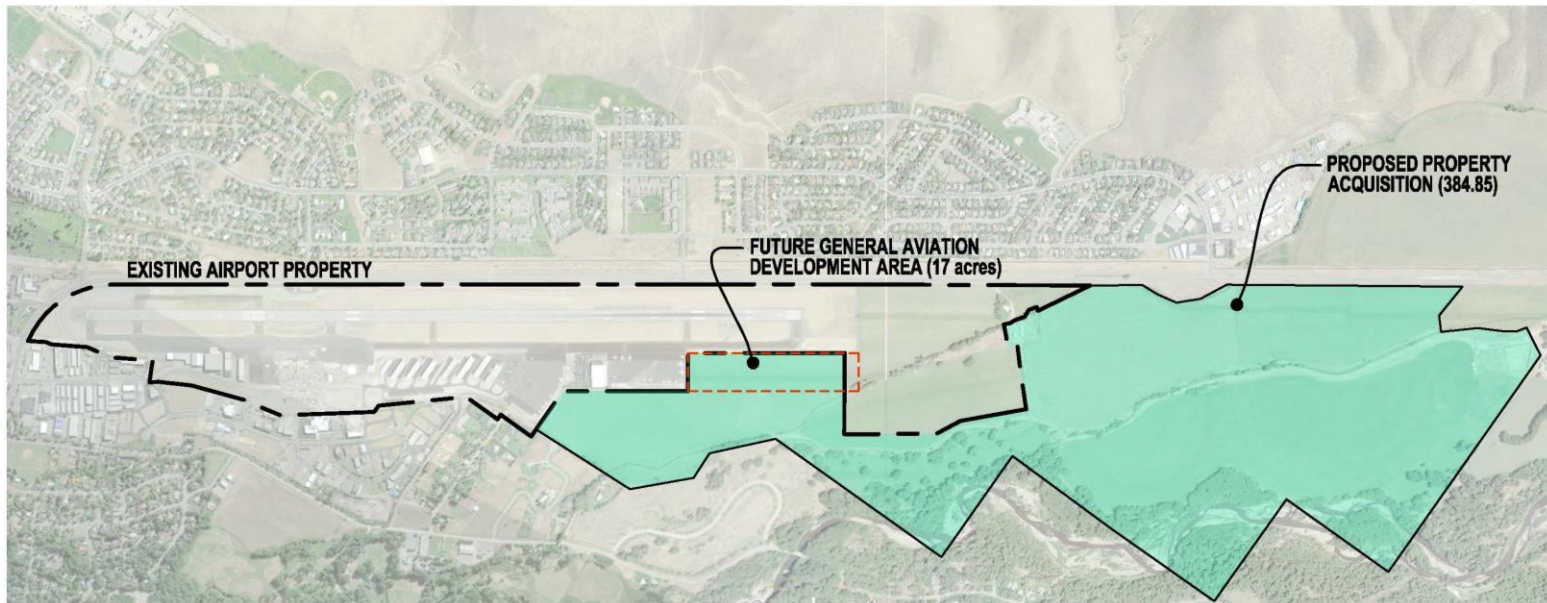 PROPOSED PROPERTY
ACQUISITION (384.85)
FUTURE GENERAL AVIATION
DEVELOPMENT AREA (17 acres)
EXISTING AIRPORT PROPERTY